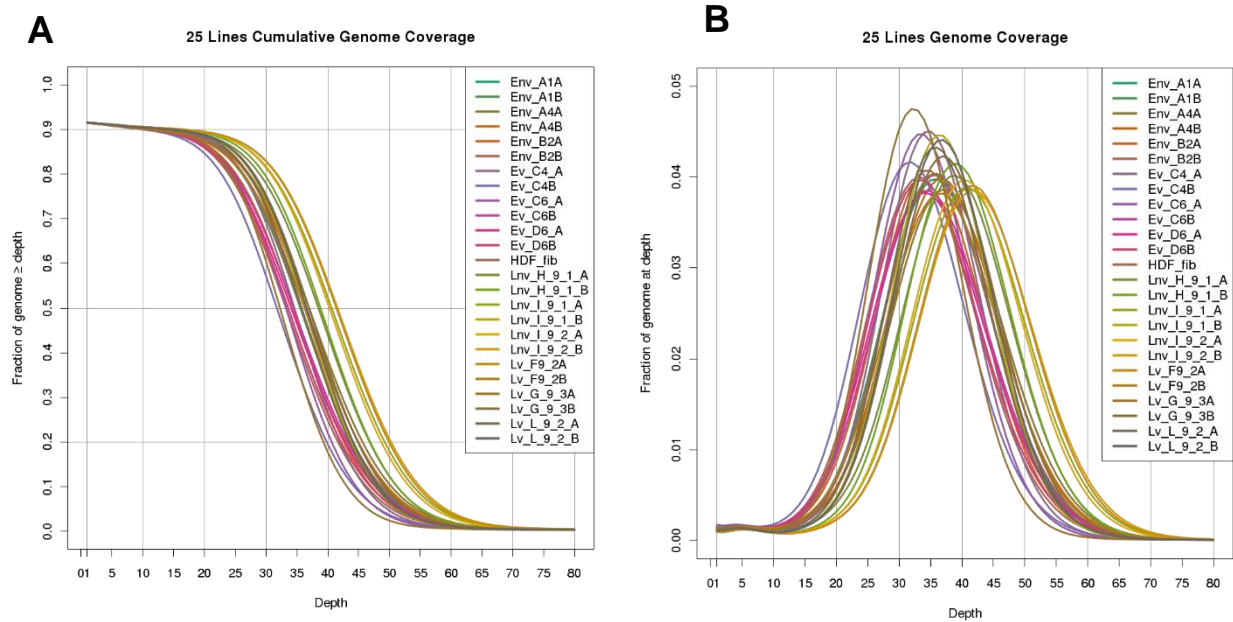 A
25 Lines Cumulative Genome Coverage
Fraction of genome ≥ depth
1.0
0.9
0.8
0.7
0.6
0.5
0.4
0.3
0.2
0.1
0.0
01 5 10 15 20 25 30 35 40 45 50 55 60 65 70 75 80
Depth
Env_A1A
Env_A1B
Env_A4A
Env_A4B
Env_B2A
Env_B2B
Ev_C4_A
Ev_C4B
Ev_C6_A
Ev_C6B
Ev_D6_A
Ev_D6B
HDF_fib
Lnv_H_9_1_A
Lnv_H_9_1_B
Lnv_I_9_1_A
Lnv_I_9_1_B
Lnv_I_9_2_A
Lnv_I_9_2_B
Lv_F9_2A
Lv_F9_2B
Lv_G_9_3A
Lv_G_9_3B
Lv_L_9_2_A
Lv_L_9_2_B
B
25 Lines Genome Coverage
Fraction of genome at depth
0.05
0.04
0.03
0.02
0.01
0.00
01 5 10 15 20 25 30 35 40 45 50 55 60 65 70 75 80
Depth
Env_A1A
Env_A1B
Env_A4A
Env_A4B
Env_B2A
Env_B2B
Ev_C4_A
Ev_C4B
Ev_C6_A
Ev_C6B
Ev_D6_A
Ev_D6B
HDF_fib
Lnv_H_9_1_A
Lnv_H_9_1_B
Lnv_I_9_1_A
Lnv_I_9_1_B
Lnv_I_9_2_A
Lnv_I_9_2_B
Lv_F9_2A
Lv_F9_2B
Lv_G_9_3A
Lv_G_9_3B
Lv_L_9_2_A
Lv_L_9_2_B